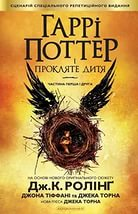 СЦЕНАРІЙ СПЕЦІАЛЬНОГО РЕПЕТИЦІЙНОГО ВИДАННЯ
ГАРРІ
ПОТТЕР
І
ПРОКЛЯТЕ ДИТЯ
ЧАСТИНА ПЕРША І ДРУГА
НА ОСНОВІ НОВОГО ОРИГІНАЛЬНОГО СЮЖЕТУ
ДЖ.К. РОЛІНҐ
ДЖОНА ТІФФАНІ ТА ДЖЕКА ТОРНА
НОВА П'ЄСА ДЖЕКА ТОРНА